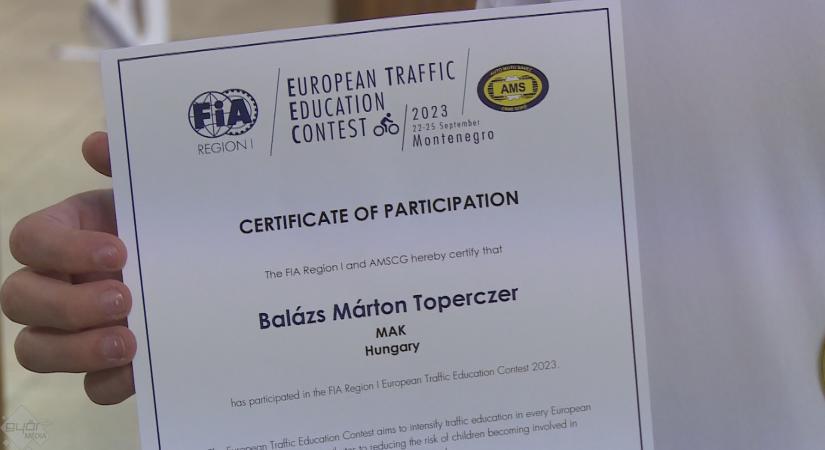 FIA
REGION I
EUROPEAN TRAFFIC
EDUCATION
CONTEST
2023
22-25 September
Montenegro
AMS
CERTIFICATE OF PARTICIPATION
The FIA Region I and AMSCG hereby certify that
Balázs Márton Toperczer
MAK
Hungary
has participated in the FIA Region I European Traffic Education Contest 2023.
European Traffic Education Contest aims to intensify traffic education in every European
to reducing the risk of children becoming involved in
győr
MÉDIA